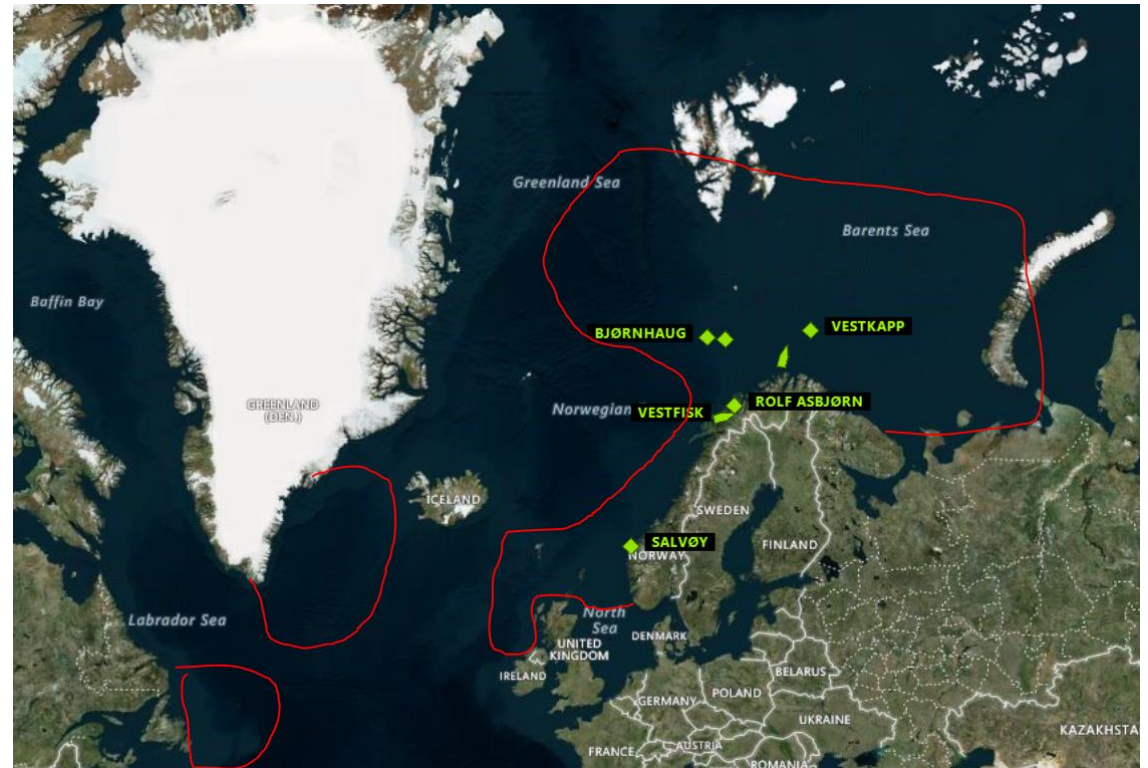 Greenland Sea
Barents Sea
Baffin Bay
BJØRNHAUG
VESTKAPP
GREENLAND
(DEN.)
Norwegian
VESTFISK
ROLF ASBJØRN
ICELAND
SWEDEN
SALVØY
NORWAY
FINLAND
Labrador Sea
North
Sea
DENMARK
UNITED
KINGDOM
IRELAND
BELARUS
GERMANY
POLAND
UKRAINE
KAZAKHSTA
FRANCE
AUSTRIA
ROMANIA